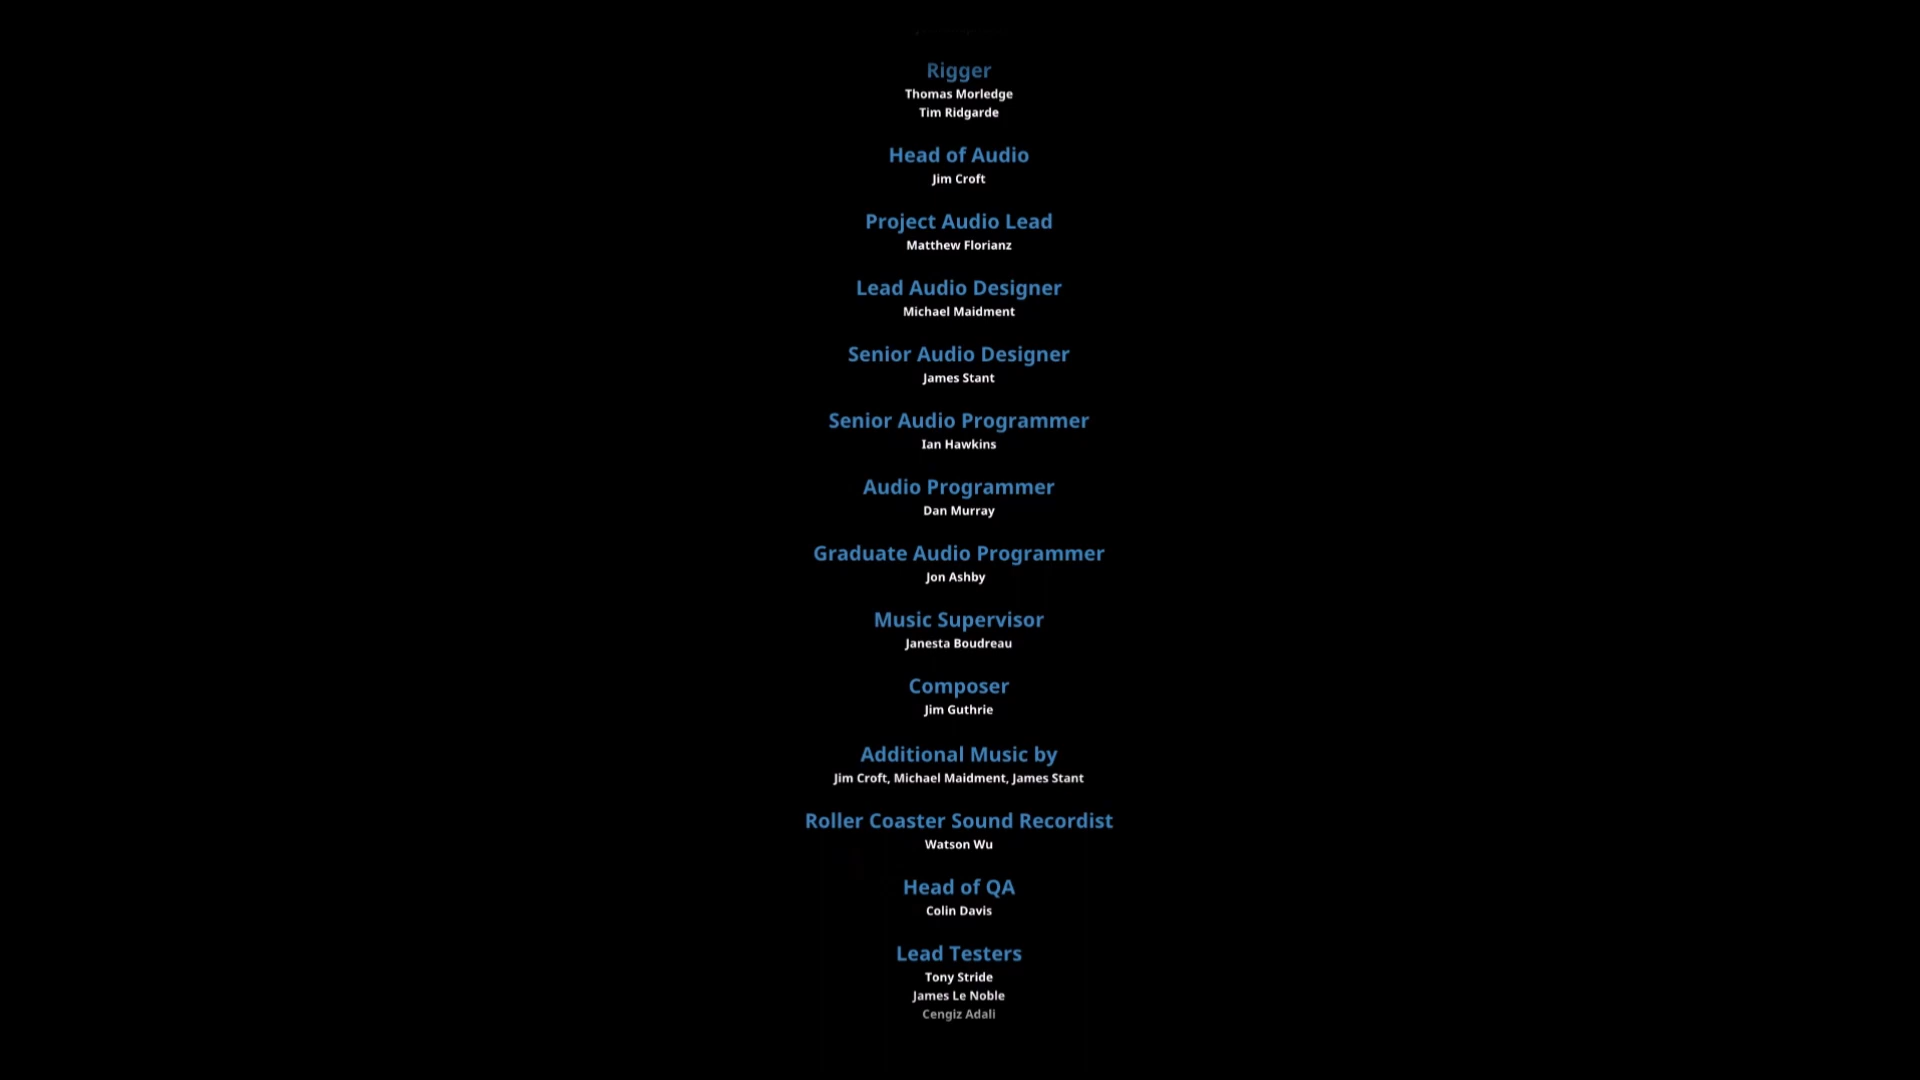 Rigger
Thomas Morledge
Tim Ridgarde
Head of Audio
Jim Croft
Project Audio Lead
Matthew Florianz
Lead Audio Designer
Michael Maidment
Senior Audio Designer
James Stant
Senior Audio Programmer
Ian Hawkins
Audio Programmer
Dan Murray
Graduate Audio Programmer
Jon Ashby
Music Supervisor
Janesta Boudreau
Composer
Jim Guthrie
Additional Music by
Jim Croft, Michael Maidment, James Stant
Roller Coaster Sound Recordist
Watson Wu
Head of QA
Colin Davis
Lead Testers
Tony Stride
James Le Noble
Cengiz Adali